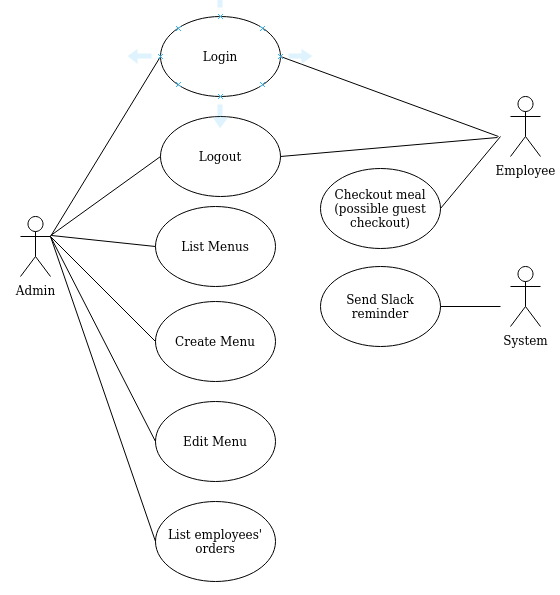 Login
Logout
Employee
Checkout meal
(possible guest
checkout)
List Menus
Admin
Send Slack
reminder
System
Create Menu
Edit Menu
List employees'
orders